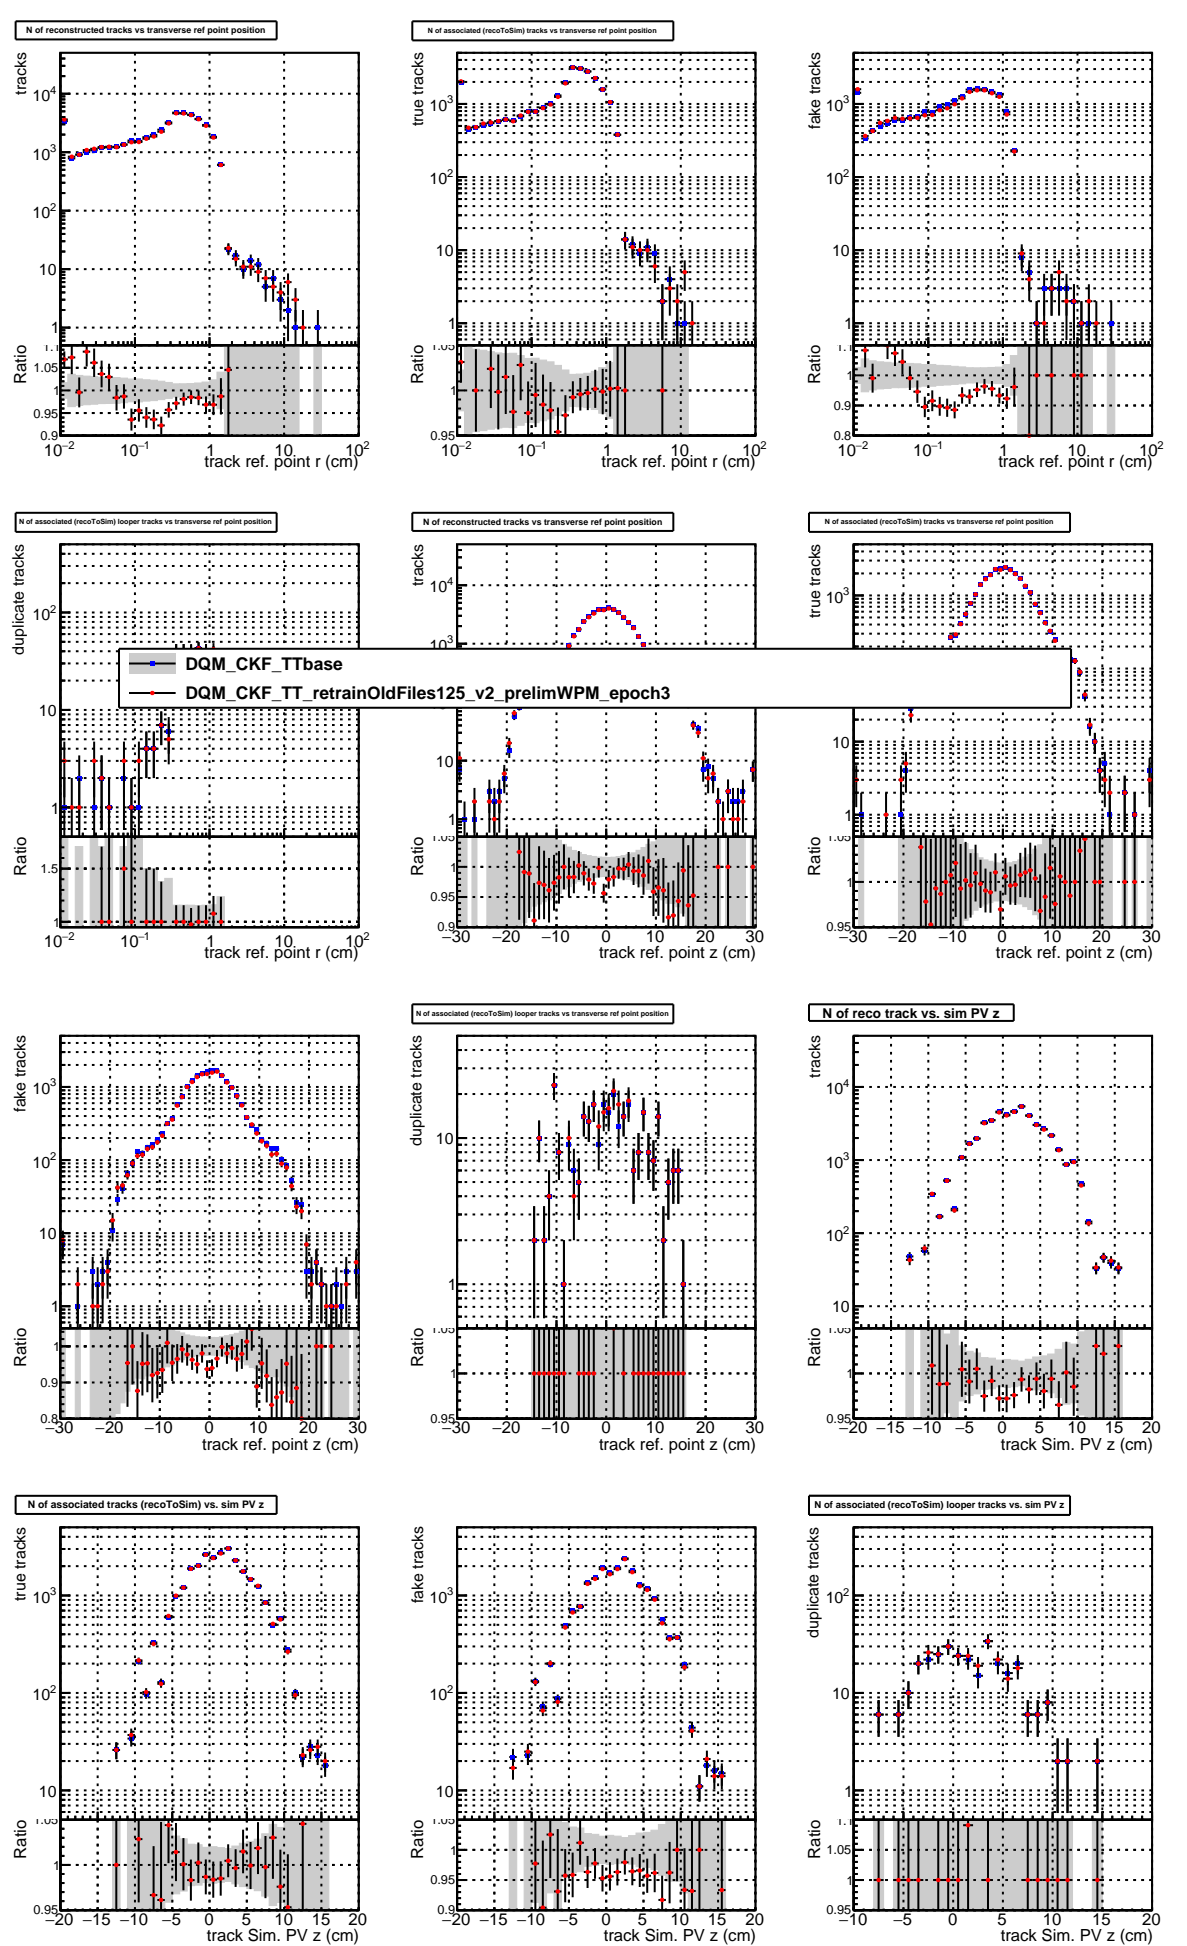 N of reconstructed tracks vs transverse ref point position
tracks
10⁴
10³
10²
10
1
Ratio
1.1
1.05
1
0.95
0.9
10⁻² 10⁻¹ 1 10 10²
track ref. point r (cm)
N of associated (recoToSim) tracks vs transverse ref point position
true tracks
10³
10²
10
1
Ratio
1.05
1
0.95
10⁻² 10⁻¹ 1 10 10²
track ref. point r (cm)
fake tracks
10³
10²
10
1
Ratio
1.1
1
0.9
0.8
10⁻² 10⁻¹ 1 10 10²
track ref. point r (cm)
N of associated (recoToSim) looper tracks vs transverse ref point position
duplicate tracks
10²
10
1
Ratio
1.5
1
10⁻² 10⁻¹ 1 10 10²
track ref. point r (cm)
N of reconstructed tracks vs transverse ref point position
tracks
10⁴
10³
10
1
Ratio
1.05
1
0.95
0.9
−30 −20 −10 0 10 20 30
track ref. point z (cm)
N of associated (recoToSim) tracks vs transverse ref point position
true tracks
10³
10
1
Ratio
1.05
1
0.95
−30 −20 −10 0 10 20 30
track ref. point z (cm)
DQM_CKF_TTbase
DQM_CKF_TT_retrainOldFiles125_v2_prelimWPM_epoch3
fake tracks
10³
10²
10
1
Ratio
1
0.9
0.8
−30 −20 −10 0 10 20 30
track ref. point z (cm)
N of associated (recoToSim) looper tracks vs transverse ref point position
duplicate tracks
10
1
Ratio
1.05
1
0.95
−30 −20 −10 0 10 20 30
track ref. point z (cm)
N of reco track vs. sim PV z
tracks
10⁴
10³
10²
10
Ratio
1.05
1
0.95
−20 −15 −10 −5 0 5 10 15 20
track Sim. PV z (cm)
N of associated tracks (recoToSim) vs. sim PV z
true tracks
10³
10²
10
Ratio
1.05
1
0.95
−20 −15 −10 −5 0 5 10 15 20
track Sim. PV z (cm)
fake tracks
10³
10²
10
Ratio
1.05
1
0.95
0.9
−20 −15 −10 −5 0 5 10 15 20
track Sim. PV z (cm)
N of associated (recoToSim) looper tracks vs. sim PV z
duplicate tracks
10²
10
1
Ratio
1.1
1.05
1
0.95
−10 −5 0 5 10 15 20
track Sim. PV z (cm)